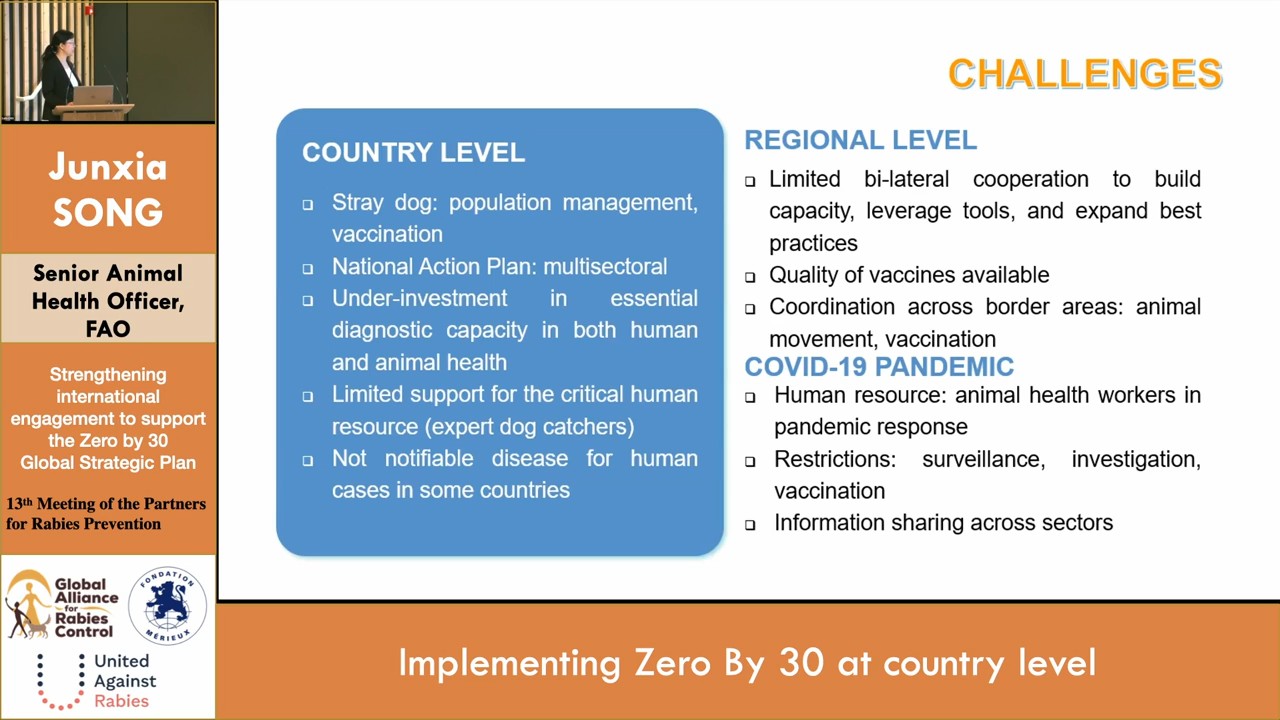 Junxia
SONG
Senior Animal
Health Officer,
FAO
Strengthening
international
engagement to support
the Zero by 30
Global Strategic Plan
13th Meeting of the Partners
for Rabies Prevention
Global
Alliance
for
Rabies
Control
FONDATION
MÉRIEUX
United
Against
Rabies
CHALLENGES
COUNTRY LEVEL
Stray dog: population management,
vaccination
National Action Plan: multisectoral
Under-investment in essential
diagnostic capacity in both human
and animal health
Limited support for the critical human
resource (expert dog catchers)
Not notifiable disease for human
cases in some countries
REGIONAL LEVEL
Limited bi-lateral cooperation to build
capacity, leverage tools, and expand best
practices
Quality of vaccines available
Coordination across border areas: animal
movement, vaccination
COVID-19 PANDEMIC
Human resource: animal health workers in
pandemic response
Restrictions: surveillance, investigation,
vaccination
Information sharing across sectors
Implementing Zero By 30 at country level